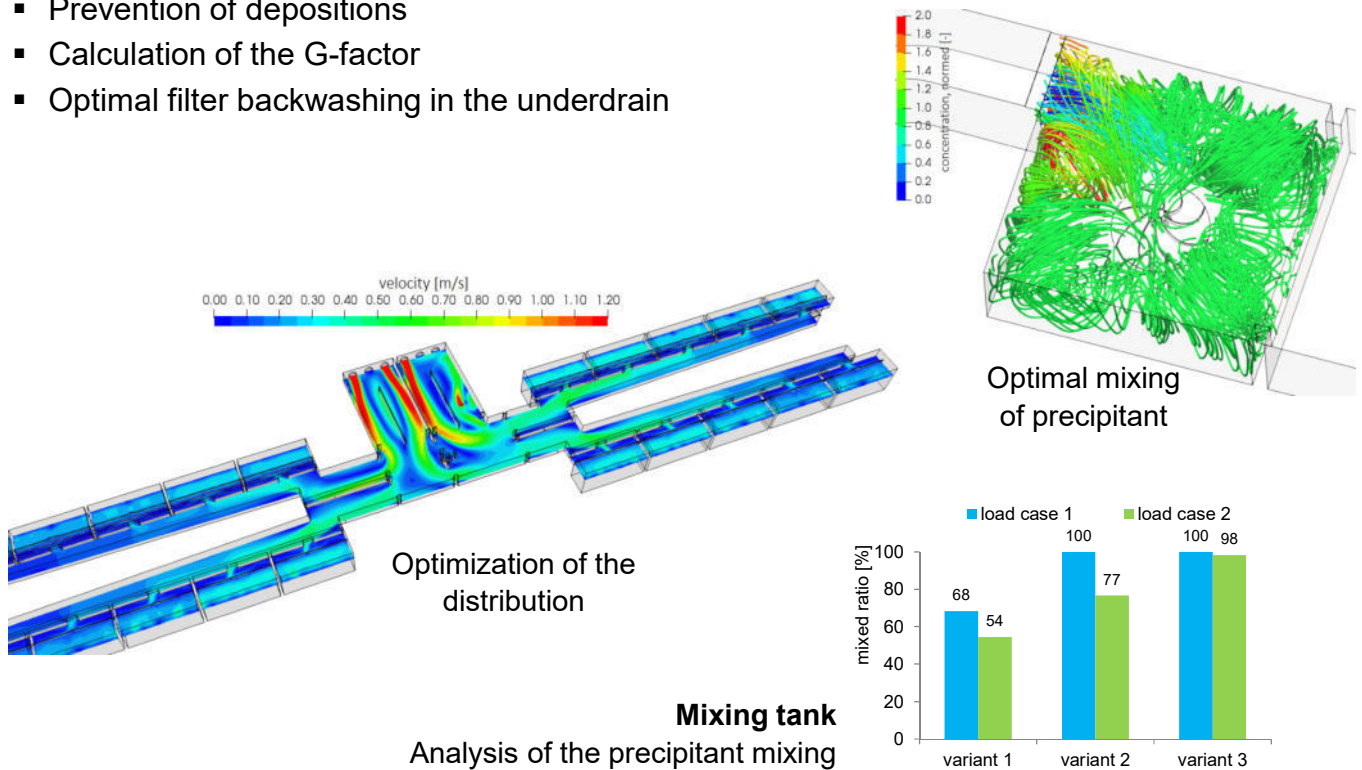 ▪ Prevention of depositions
▪ Calculation of the G-factor
▪ Optimal filter backwashing in the underdrain
2.0
1.8
1.6
1.4
1.2
1.0
0.8
0.6
0.4
0.2
0.0
concentration, normed [-]
velocity [m/s]
0.00 0.10 0.20 0.30 0.40 0.50 0.60 0.70 0.80 0.90 1.00 1.10 1.20
Optimal mixing
of precipitant
Optimization of the
distribution
load case 1 load case 2
mixed ratio [%]
100
80
60
40
20
0
68 54 100 77 100 98
variant 1 variant 2 variant 3
Mixing tank
Analysis of the precipitant mixing